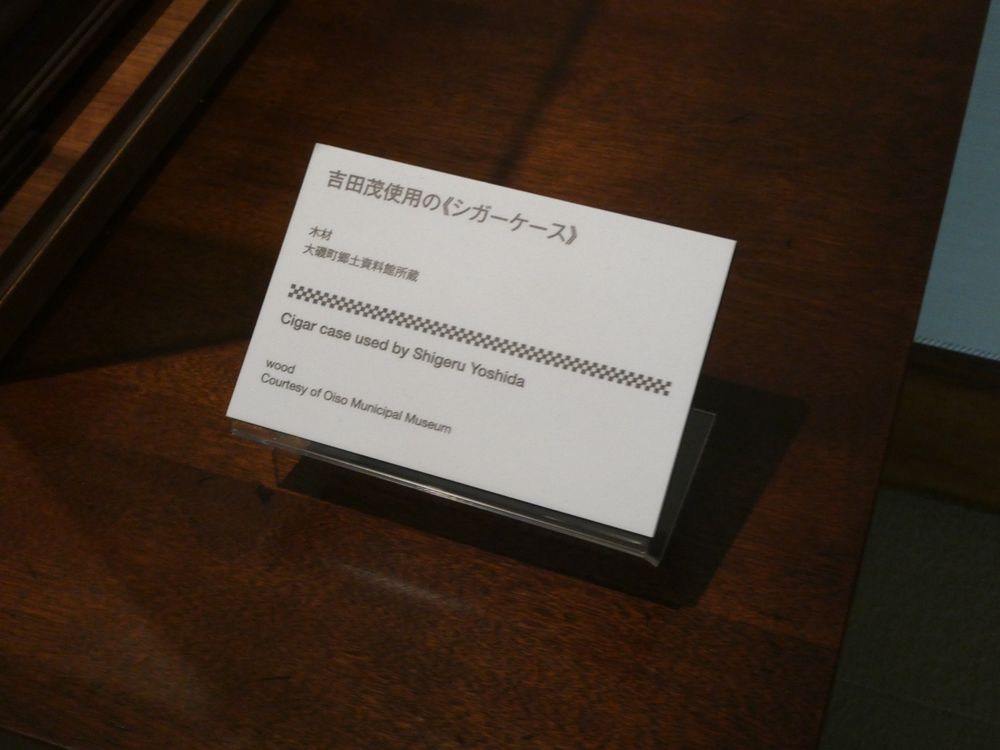 吉田茂使用の《シガーケース》
木材
大磯町郷土資料館所蔵
Cigar case used by Shigeru Yoshida
wood
Courtesy of Oiso Municipal Museum